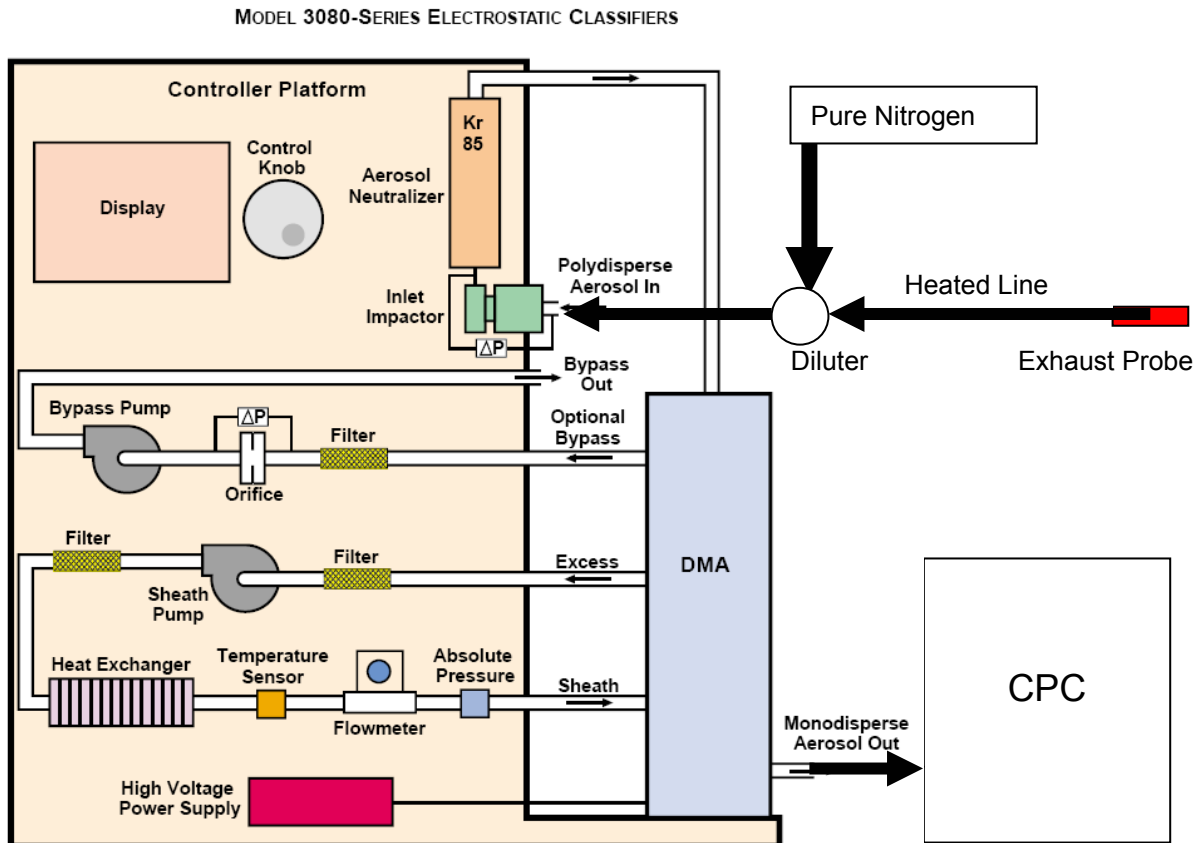 MODEL 3080-SERIES ELECTROSTATIC CLASSIFIERS
Controller Platform
Display
Control
Knob
Kr
85
Aerosol
Neutralizer
Pure Nitrogen
Polydisperse
Aerosol In
Heated Line
Inlet
Impactor
ΔP
Diluter
Exhaust Probe
Bypass
Out
Bypass Pump
ΔP
Filter
Optional
Bypass
Orifice
Filter
Filter
Excess
DMA
Sheath
Pump
Heat Exchanger
Temperature
Sensor
Absolute
Pressure
Sheath
Flowmeter
CPC
Monodisperse
Aerosol Out
High Voltage
Power Supply